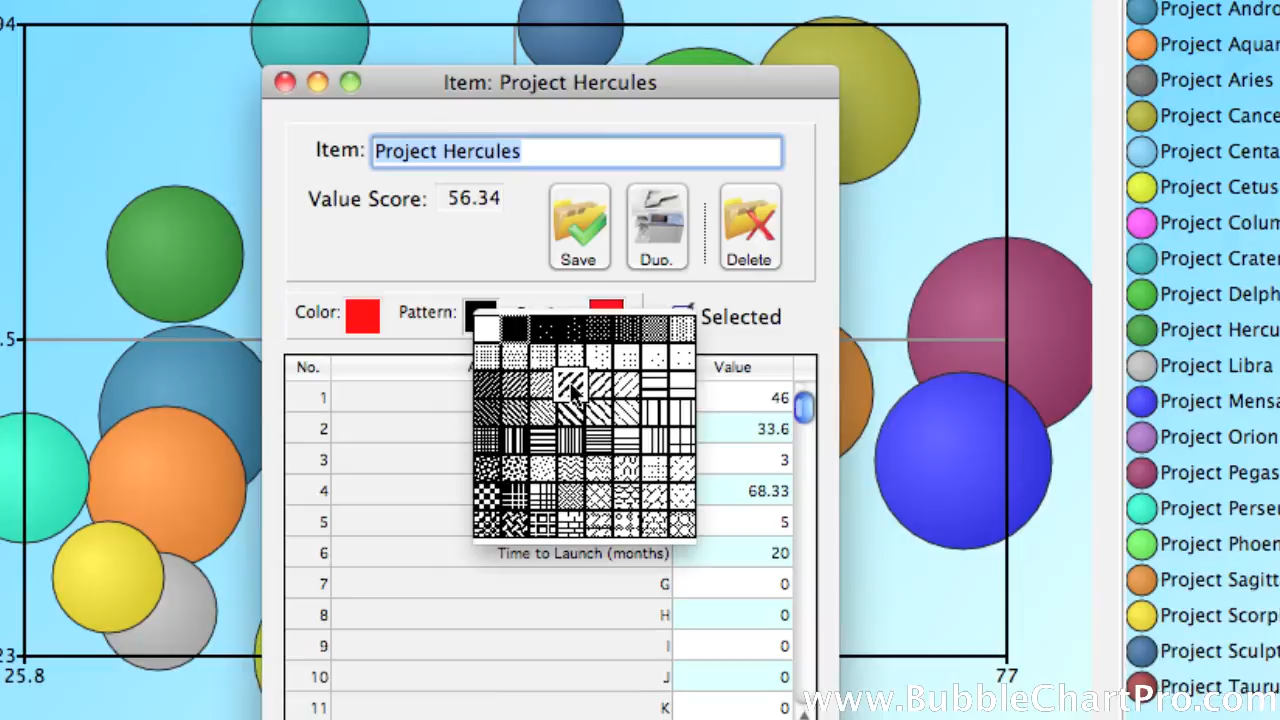 94
.5
23
25.8
77
Item: Project Hercules
Item: Project Hercules
Value Score: 56.34
Save
Dup.
Delete
Color:
Pattern:
Selected
No.
Value
1 46
2 33.6
3 3
4 68.33
5 5
6 Time to Launch (months) 20
7 G 0
8 H 0
9 I 0
10 J 0
11 K 0
Project Andro
Project Aquar
Project Aries
Project Cance
Project Centa
Project Cetus
Project Colum
Project Crater
Project Delph
Project Hercu
Project Libra
Project Mensa
Project Orion
Project Pegas
Project Perse
Project Phoen
Project Sagitt
Project Scorpi
Project Sculpt
Project Tauru
www.BubbleChartPro.com